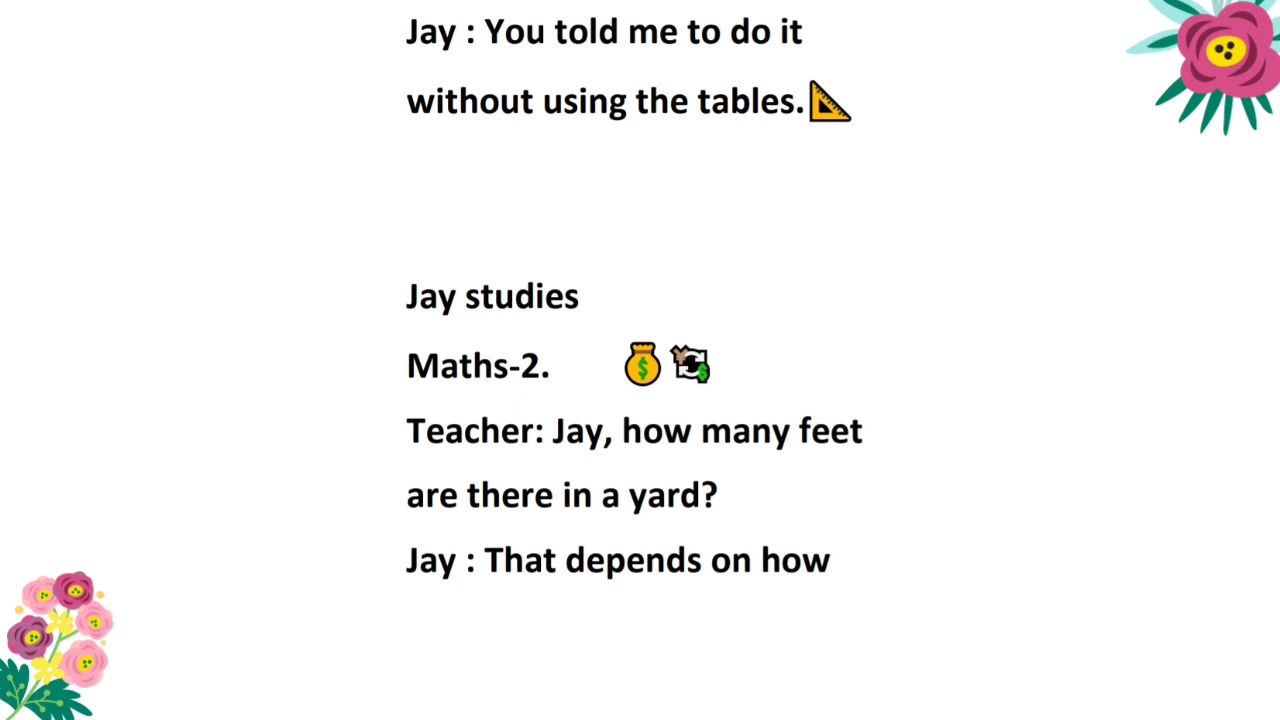 Jay : You told me to do it
without using the tables.📐
Jay studies
Maths-2. 💰💱
Teacher: Jay, how many feet
are there in a yard?
Jay : That depends on how